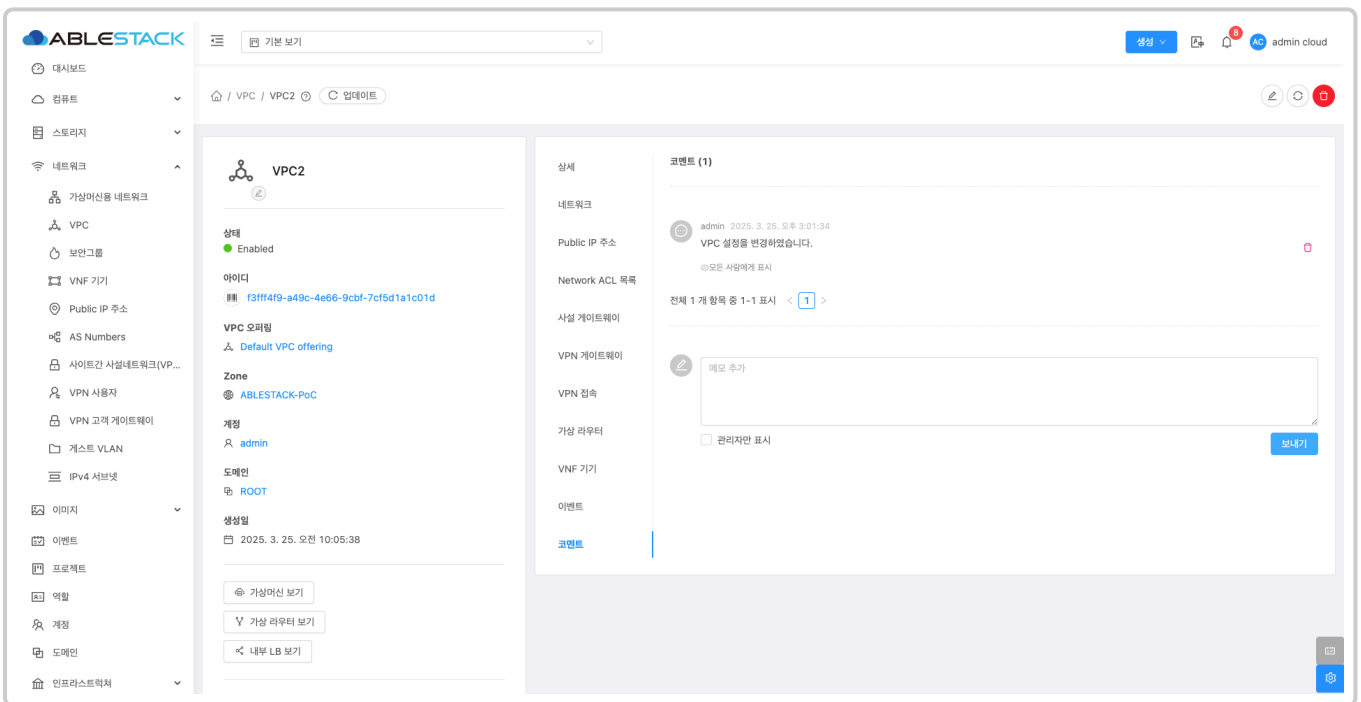 ABLESTACK
기본 보기
생성
8
AC
admin cloud
대시보드
컴퓨트
스토리지
네트워크
가상머신용 네트워크
VPC
보안그룹
VNF 기기
Public IP 주소
AS Numbers
사이트간 사설네트워크(VP...
VPN 사용자
VPN 고객 게이트웨이
게스트 VLAN
IPv4 서브넷
이미지
이벤트
프로젝트
역할
계정
도메인
인프라스트럭쳐
/ VPC / VPC2
업데이트
VPC2
상태
Enabled
아이디
f3fff4f9-a49c-4e66-9cbf-7cf5d1a1c01d
VPC 오퍼링
Default VPC offering
Zone
ABLESTACK-PoC
계정
admin
도메인
ROOT
생성일
2025. 3. 25. 오전 10:05:38
가상머신 보기
가상 라우터 보기
내부 LB 보기
상세
네트워크
Public IP 주소
Network ACL 목록
사설 게이트웨이
VPN 게이트웨이
VPN 접속
가상 라우터
VNF 기기
이벤트
코멘트
코멘트 (1)
admin 2025. 3. 25. 오후 3:01:34
VPC 설정을 변경하였습니다.
모든 사람에게 표시
전체 1 개 항목 중 1-1 표시 < 1 >
메모 추가
관리자만 표시
보내기